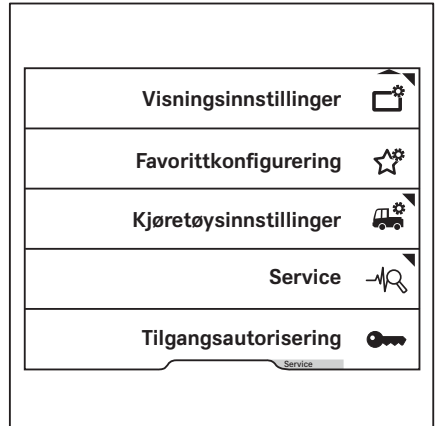 Visningsinnstillinger
Favorittkonfigurering
Kjøretøysinnstillinger
Service
Tilgangsautorisering
Service